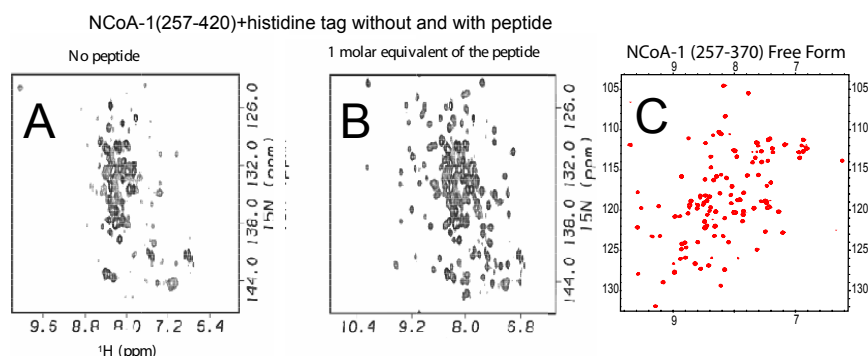 NCoA-1(257-420)+histidine tag without and with peptide
No peptide
1 molar equivalent of the peptide
NCoA-1 (257-370) Free Form
A
B
C
9 8 7
126.0
132.0
138.0
144.0
15N (ppm)
126.0
132.0
138.0
144.0
15N (ppm)
105
110
115
120
125
130
105
110
115
120
125
130
9.6 8.8 8.0 7.2 6.4
10.4 9.2 8.0 6.8
9 7
¹H (ppm)